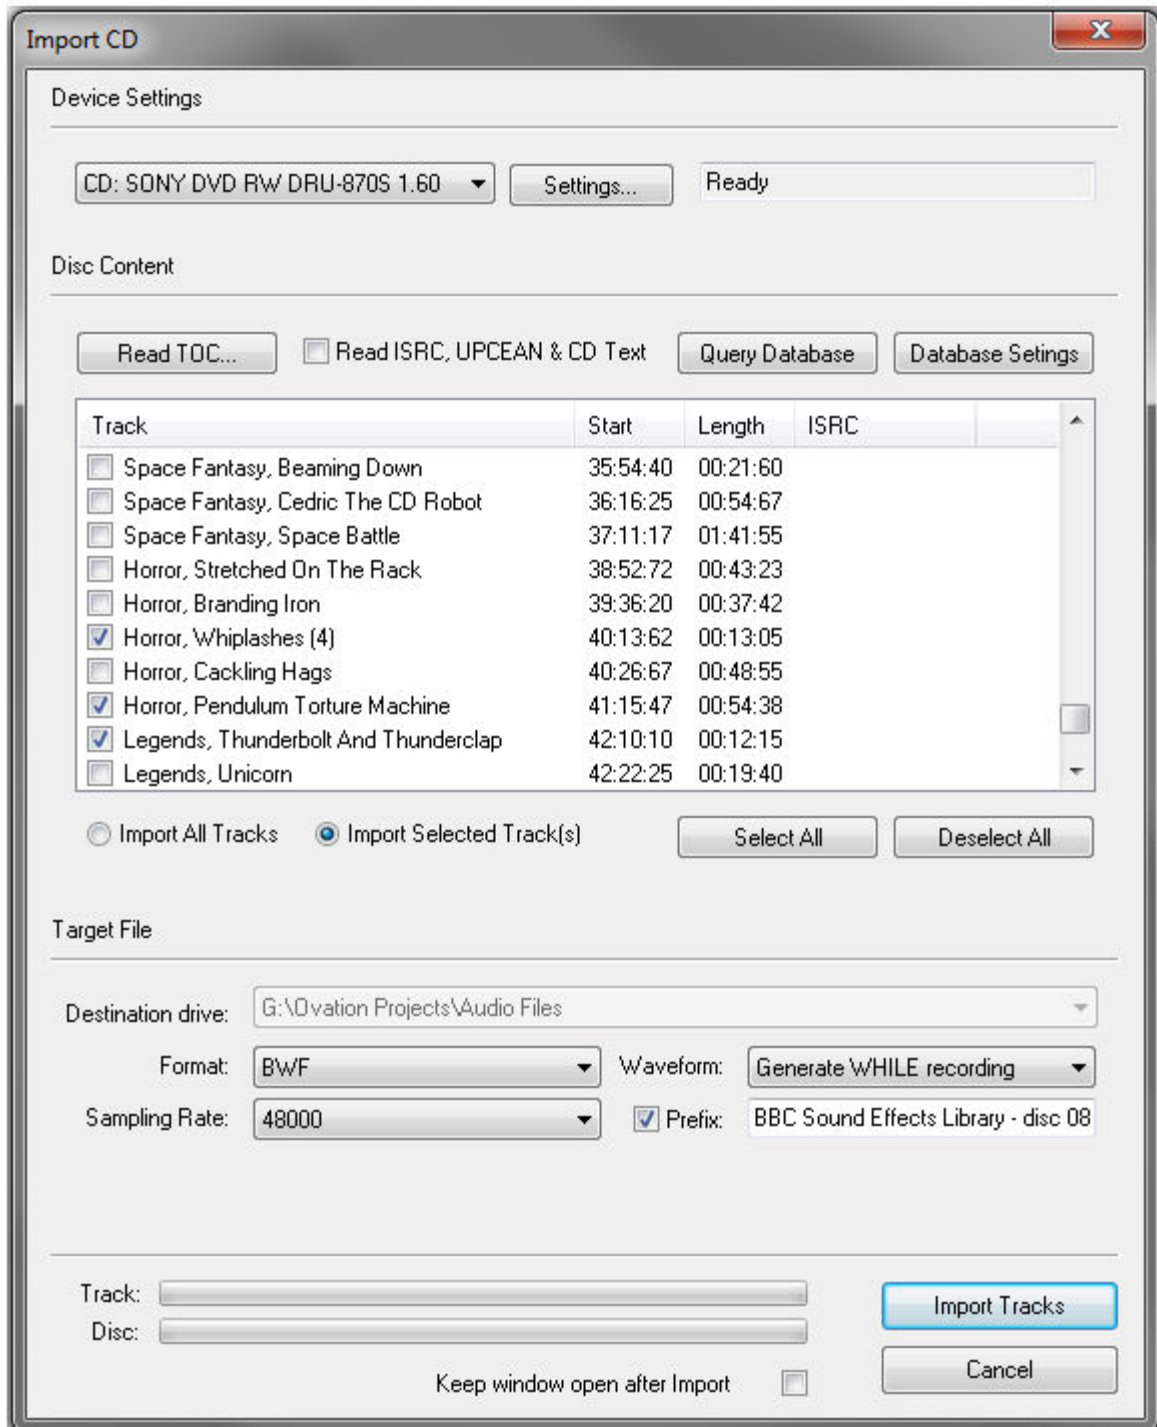 Import CD
Device Settings
CD: SONY DVD RW DRU-870S 1.60 Settings... Ready
Disc Content
Read TOC... Read ISRC, UPCEAN & CD Text Query Database Database Setings
Track Start Length ISRC
Space Fantasy, Beaming Down 35:54:40 00:21:60
Space Fantasy, Cedric The CD Robot 36:16:25 00:54:67
Space Fantasy, Space Battle 37:11:17 01:41:55
Horror, Stretched On The Rack 38:52:72 00:43:23
Horror, Branding Iron 39:36:20 00:37:42
Horror, Whiplashes (4) 40:13:62 00:13:05
Horror, Cackling Hags 40:26:67 00:48:55
Horror, Pendulum Torture Machine 41:15:47 00:54:38
Legends, Thunderbolt And Thunderclap 42:10:10 00:12:15
Legends, Unicorn 42:22:25 00:19:40
Import All Tracks Import Selected Track(s) Select All Deselect All
Target File
Destination drive: G:\Ovation Projects\Audio Files
Format: BWF Waveform: Generate WHILE recording
Sampling Rate: 48000 Prefix: BBC Sound Effects Library - disc 08
Track: Import Tracks
Disc:
Keep window open after Import Cancel